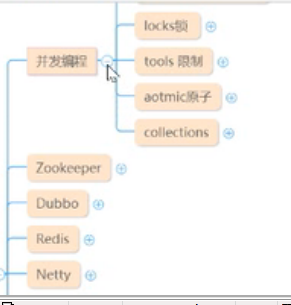 locks锁
并发编程
tools 限制
aotmic原子
collections
Zookeeper
Dubbo
Redis
Netty